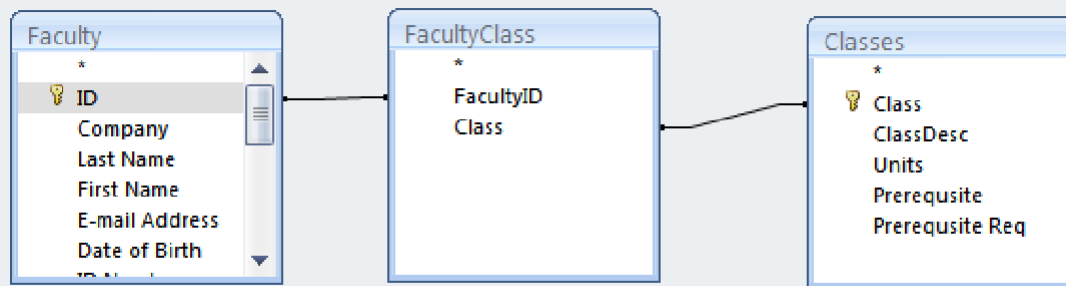 Faculty
*
ID
Company
Last Name
First Name
E-mail Address
Date of Birth
FacultyClass
*
FacultyID
Class
Classes
*
Class
ClassDesc
Units
Prerequsite
Prerequsite Req